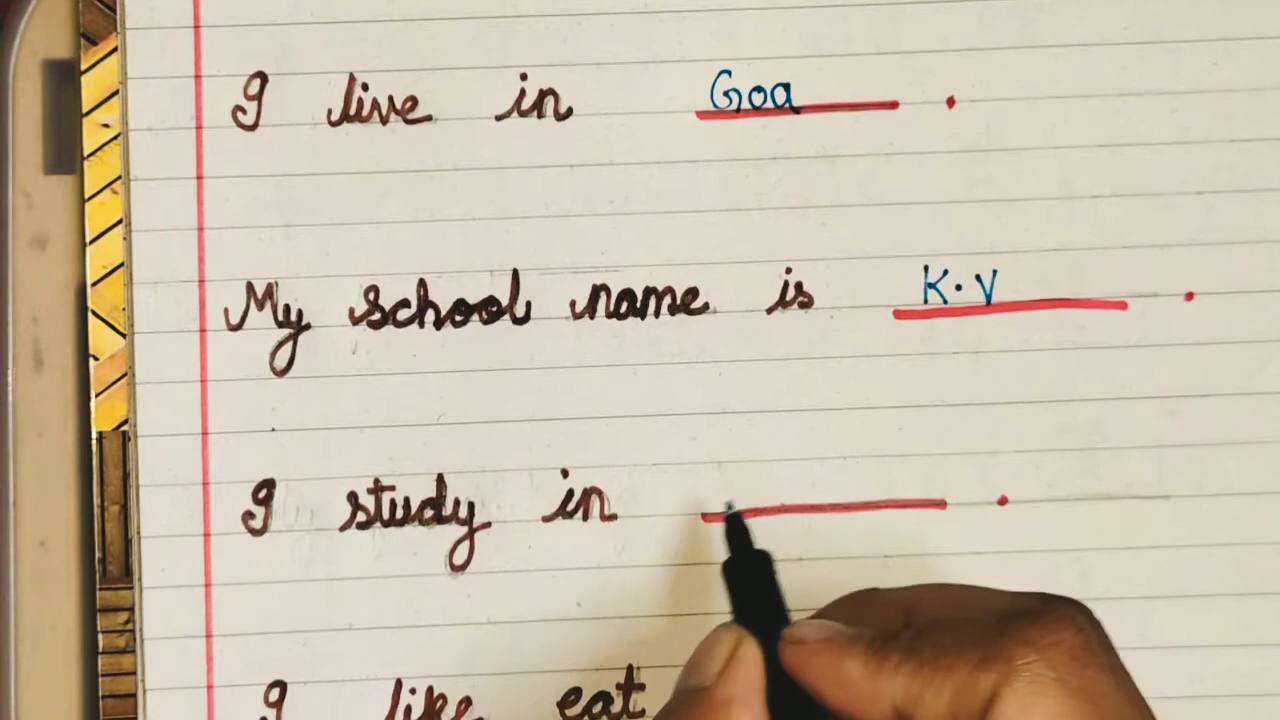 I live in Goa .
My school name is K.V .
I study in .
I like eat